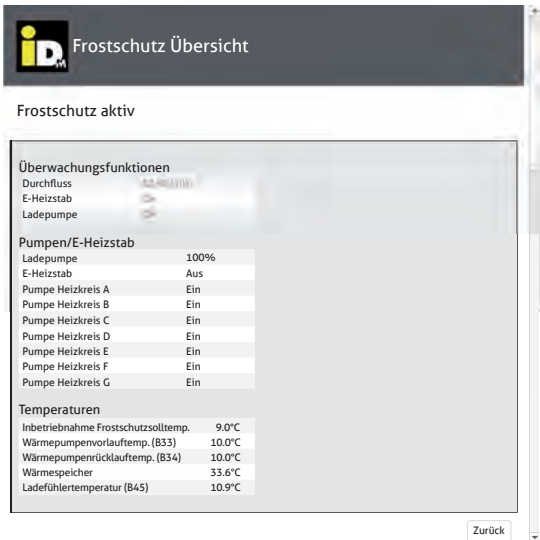 iDM
Frostschutz Übersicht
Frostschutz aktiv
Überwachungsfunktionen
Durchfluss
E-Heizstab
Ladepumpe
Pumpen/E-Heizstab
Ladepumpe 100%
E-Heizstab Aus
Pumpe Heizkreis A Ein
Pumpe Heizkreis B Ein
Pumpe Heizkreis C Ein
Pumpe Heizkreis D Ein
Pumpe Heizkreis E Ein
Pumpe Heizkreis F Ein
Pumpe Heizkreis G Ein
Temperaturen
Inbetriebnahme Frostschutzsolltemp. 9.0°C
Wärmepumpenvorlauftemp. (B33) 10.0°C
Wärmepumpenrücklauftemp. (B34) 10.0°C
Wärmespeicher 33.6°C
Ladefühlertemperatur (B45) 10.9°C
Zurück